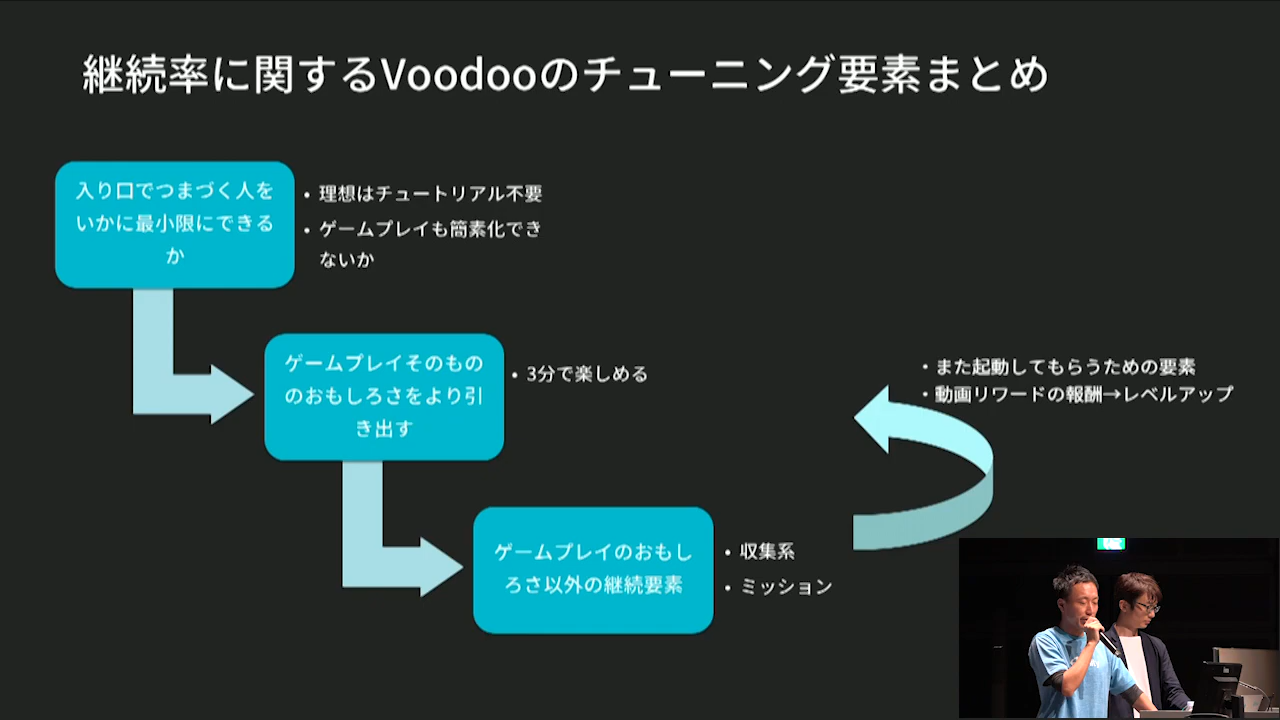 継続率に関するVoodooのチューニング要素まとめ
入り口でつまづく人を
いかに最小限にできる
か
• 理想はチュートリアル不要
• ゲームプレイも簡素化でき
ないか
ゲームプレイそのもの
のおもしろさをより引
き出す
• 3分で楽しめる
• また起動してもらうための要素
• 動画リワードの報酬→レベルアップ
ゲームプレイのおもし
ろさ以外の継続要素
• 収集系
• ミッション